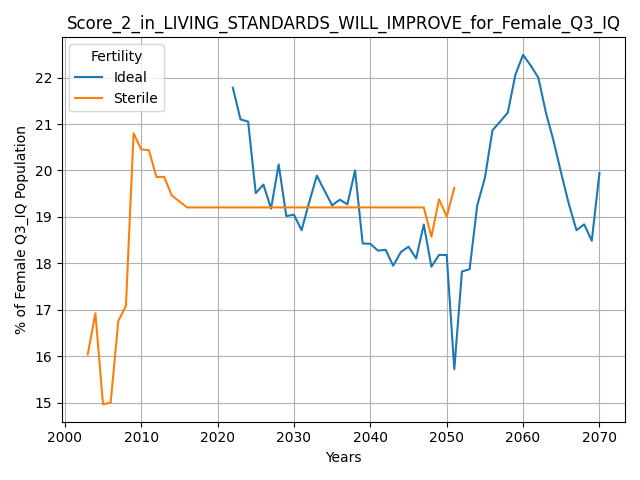 Score_2_in_LIVING_STANDARDS_WILL_IMPROVE_for_Female_Q3_IQ
Fertility
Ideal
Sterile
% of Female Q3_IQ Population
22
21
20
19
18
17
16
15
2000 2010 2020 2030 2040 2050 2060 2070
Years